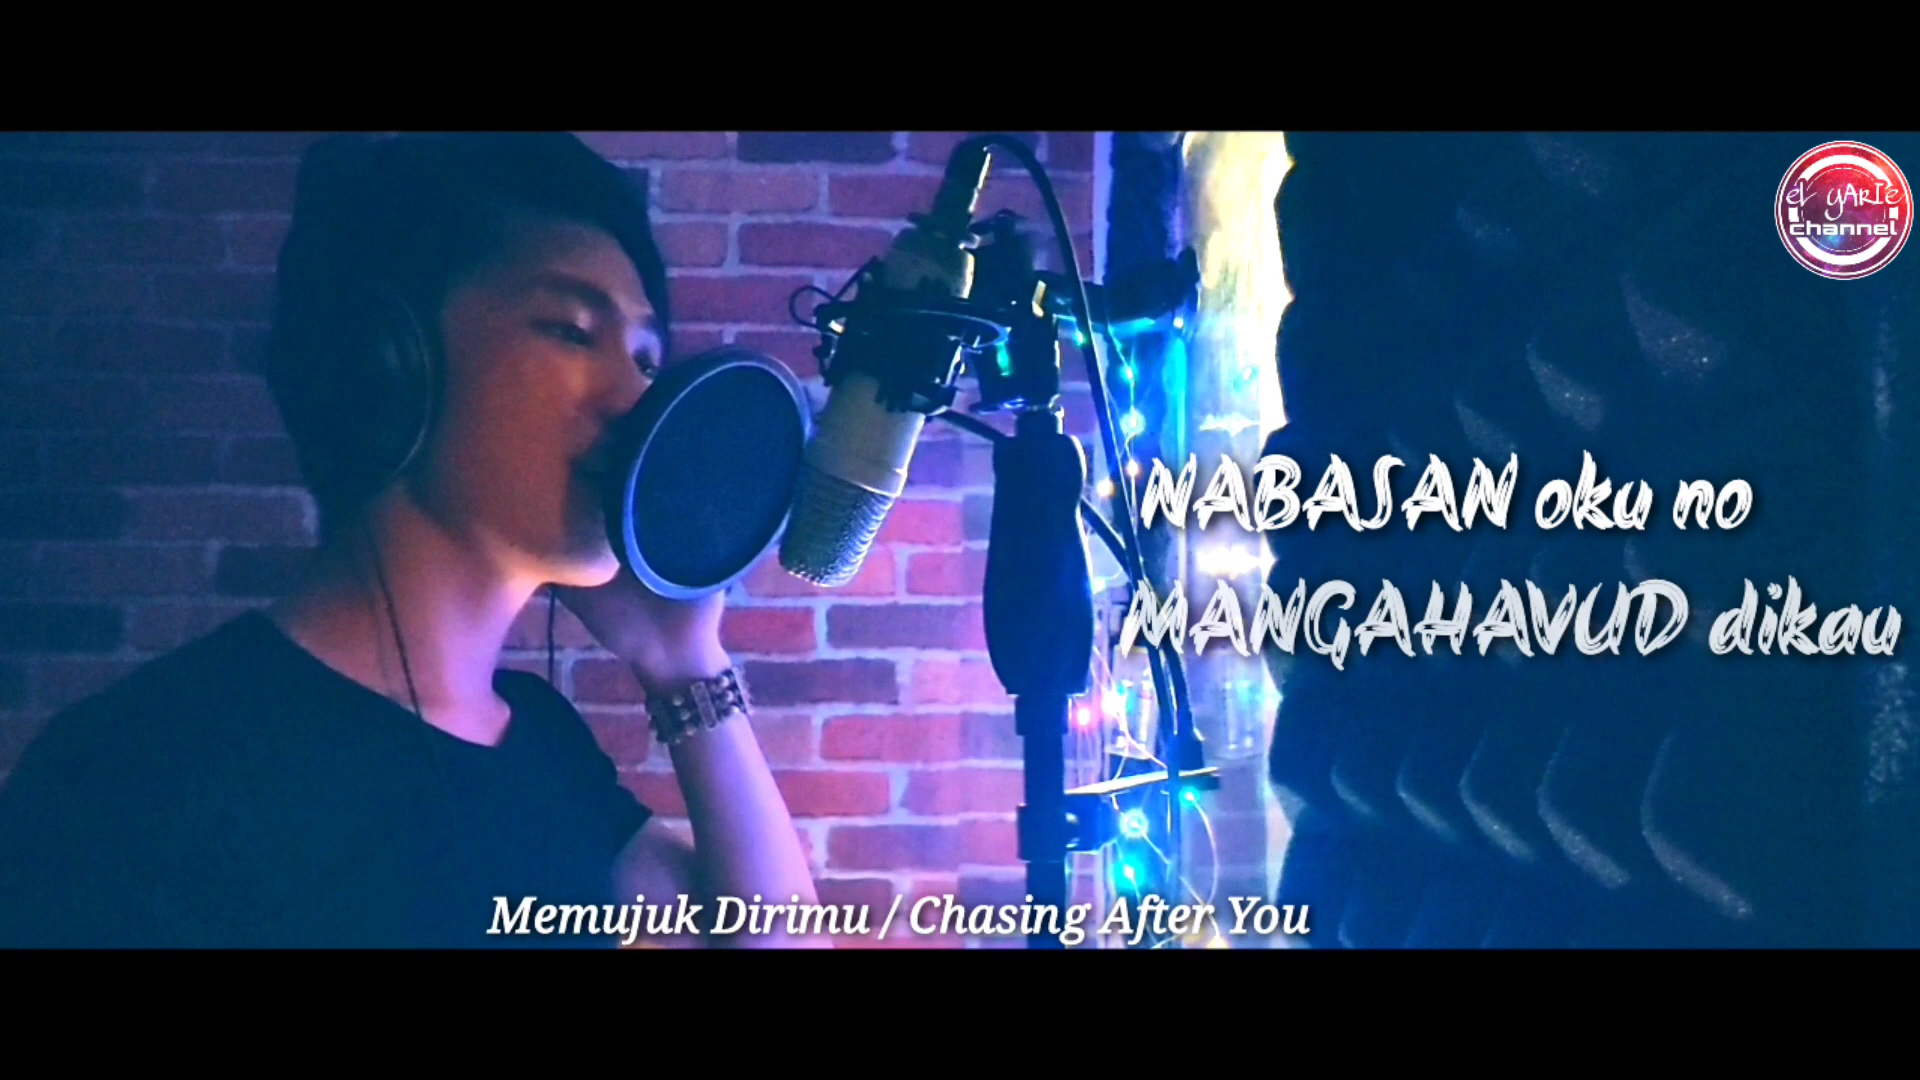 el yARIe
channel
NABASAN oku no
MANGAHAVUD dikau
Memujuk Dirimu / Chasing After You